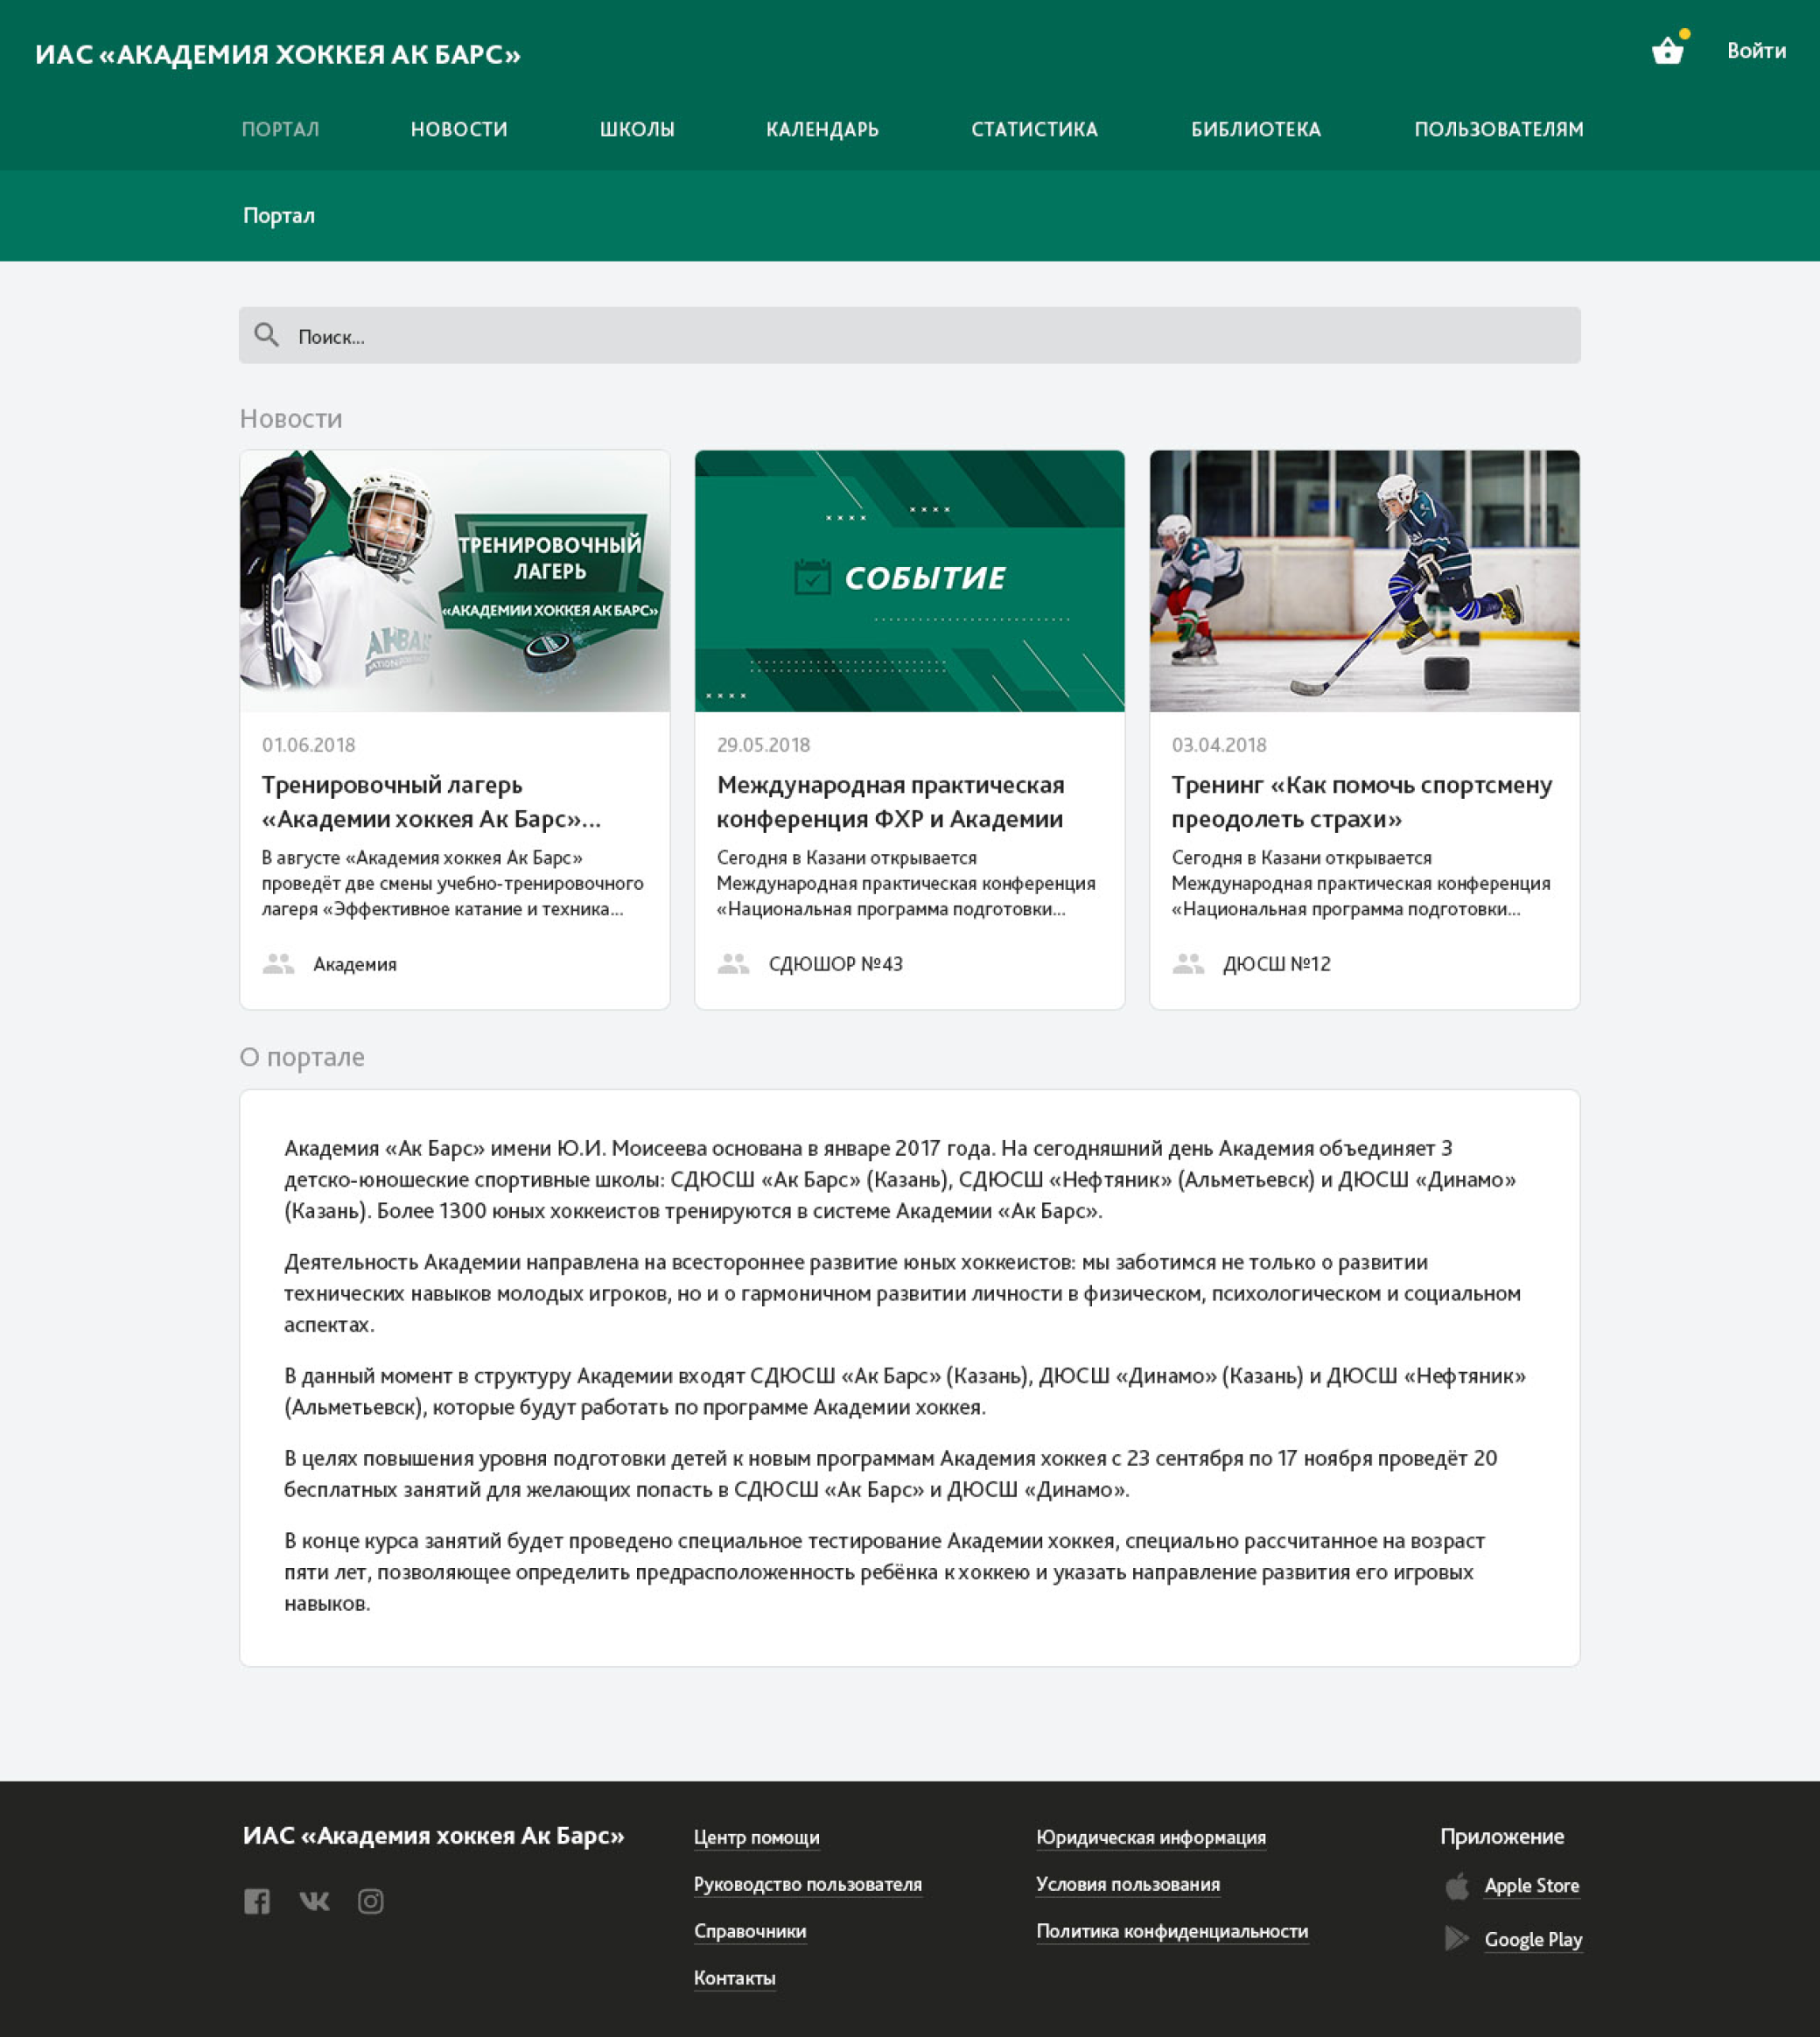 ИАС «АКАДЕМИЯ ХОККЕЯ АК БАРС»
Войти
ПОРТАЛ
НОВОСТИ
ШКОЛЫ
КАЛЕНДАРЬ
СТАТИСТИКА
БИБЛИОТЕКА
ПОЛЬЗОВАТЕЛЯМ
Портал
Поиск...
Новости
ТРЕНИРОВОЧНЫЙ
ЛАГЕРЬ
«АКАДЕМИИ ХОККЕЯ АК БАРС»
01.06.2018
Тренировочный лагерь
«Академии хоккея Ак Барс»...
В августе «Академия хоккея Ак Барс»
проведёт две смены учебно-тренировочного
лагеря «Эффективное катание и техника...
Академия
СОБЫТИЕ
29.05.2018
Международная практическая
конференция ФХР и Академии
Сегодня в Казани открывается
Международная практическая конференция
«Национальная программа подготовки...
СДЮШОР №43
03.04.2018
Тренинг «Как помочь спортсмену
преодолеть страхи»
Сегодня в Казани открывается
Международная практическая конференция
«Национальная программа подготовки...
ДЮСШ №12
О портале
Академия «Ак Барс» имени Ю.И. Моисеева основана в январе 2017 года. На сегодняшний день Академия объединяет 3
детско-юношеские спортивные школы: СДЮСШ «Ак Барс» (Казань), СДЮСШ «Нефтяник» (Альметьевск) и ДЮСШ «Динамо»
(Казань). Более 1300 юных хоккеистов тренируются в системе Академии «Ак Барс».
Деятельность Академии направлена на всестороннее развитие юных хоккеистов: мы заботимся не только о развитии
технических навыков молодых игроков, но и о гармоничном развитии личности в физическом, психологическом и социальном
аспектах.
В данный момент в структуру Академии входят СДЮСШ «Ак Барс» (Казань), ДЮСШ «Динамо» (Казань) и ДЮСШ «Нефтяник»
(Альметьевск), которые будут работать по программе Академии хоккея.
В целях повышения уровня подготовки детей к новым программам Академия хоккея с 23 сентября по 17 ноября проведёт 20
бесплатных занятий для желающих попасть в СДЮСШ «Ак Барс» и ДЮСШ «Динамо».
В конце курса занятий будет проведено специальное тестирование Академии хоккея, специально рассчитанное на возраст
пяти лет, позволяющее определить предрасположенность ребёнка к хоккею и указать направление развития его игровых
навыков.
ИАС «Академия хоккея Ак Барс»
Центр помощи
Руководство пользователя
Справочники
Контакты
Юридическая информация
Условия пользования
Политика конфиденциальности
Приложение
Apple Store
Google Play